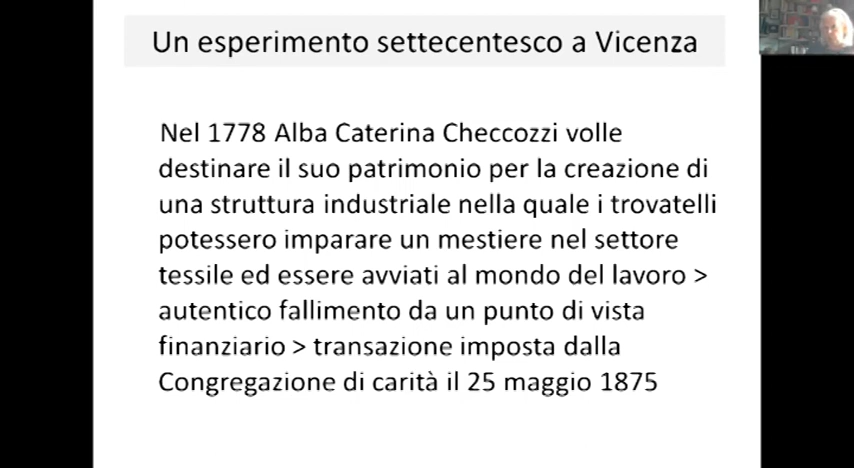 Un esperimento settecentesco a Vicenza
Nel 1778 Alba Caterina Checcozzi volle
destinare il suo patrimonio per la creazione di
una struttura industriale nella quale i trovatelli
potessero imparare un mestiere nel settore
tessile ed essere avviati al mondo del lavoro >
autentico fallimento da un punto di vista
finanziario > transazione imposta dalla
Congregazione di carità il 25 maggio 1875